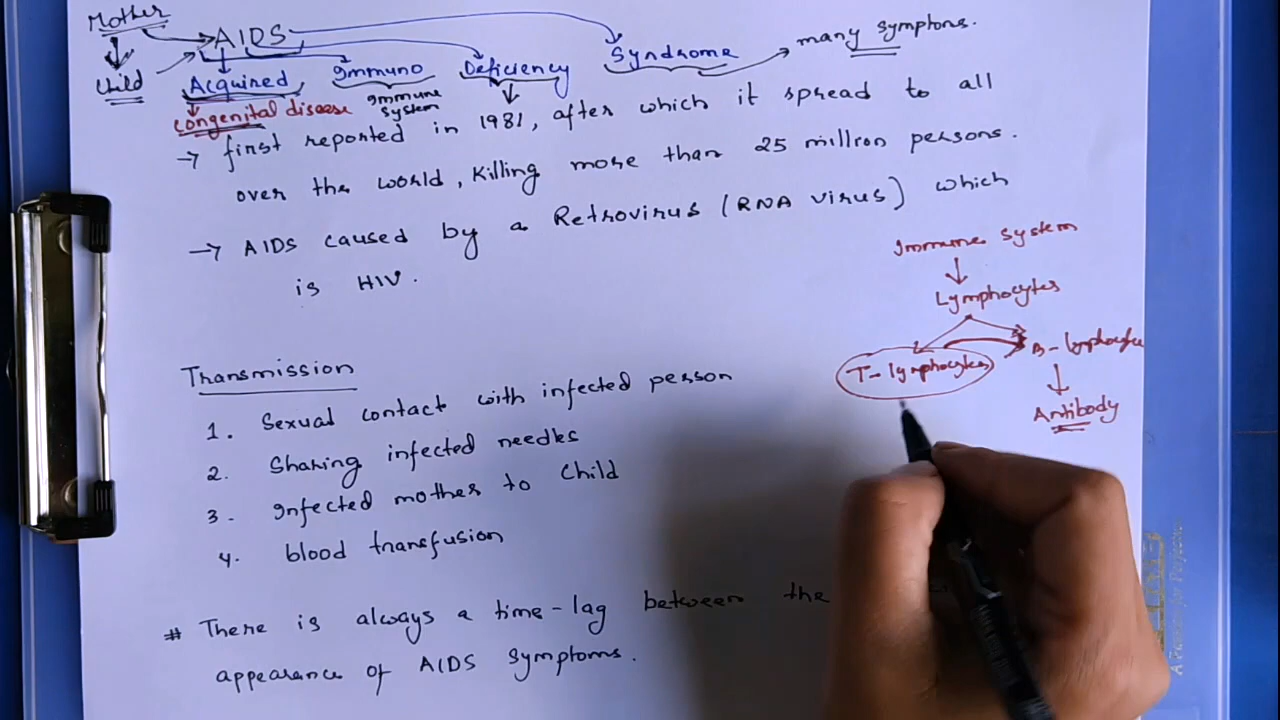 Mother
AIDS
Child
Acquired Immuno Deficiency Syndrome many symptons.
Immune system
Congenital disease
→ first reported in 1981, after which it spread to all
over the world, killing more than 25 million persons.
→ AIDS caused by a Retrovirus (RNA virus) which
is HIV.
Immune system
Lymphocytes
T-lymphocytes
B-lymphocyte
Antibody
Transmission
1. Sexual contact with infected person
2. Sharing infected needles
3. Infected mother to child
4. blood transfusion
# There is always a time-lag between the
appearance of AIDS symptoms.